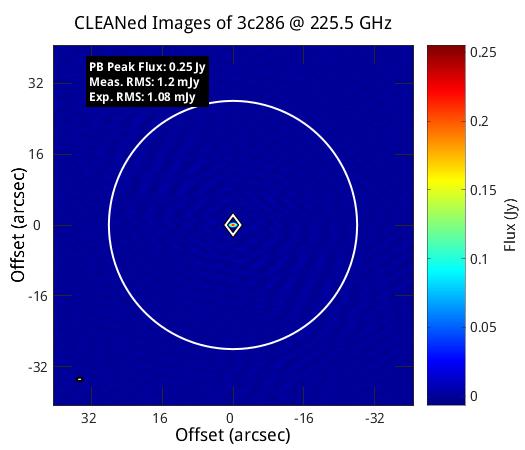 CLEANed Images of 3c286 @ 225.5 GHz
PB Peak Flux: 0.25 Jy
Meas. RMS: 1.2 mJy
Exp. RMS: 1.08 mJy
32
16
0
-16
-32
Offset (arcsec)
32
16
0
-16
-32
Offset (arcsec)
0.25
0.2
0.15
0.1
0.05
0
Flux (Jy)